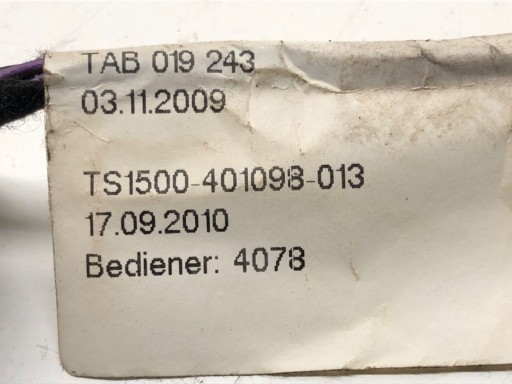 TAB 019 243
03.11.2009
TS1500-401098-013
17.09.2010
Bediener: 4078